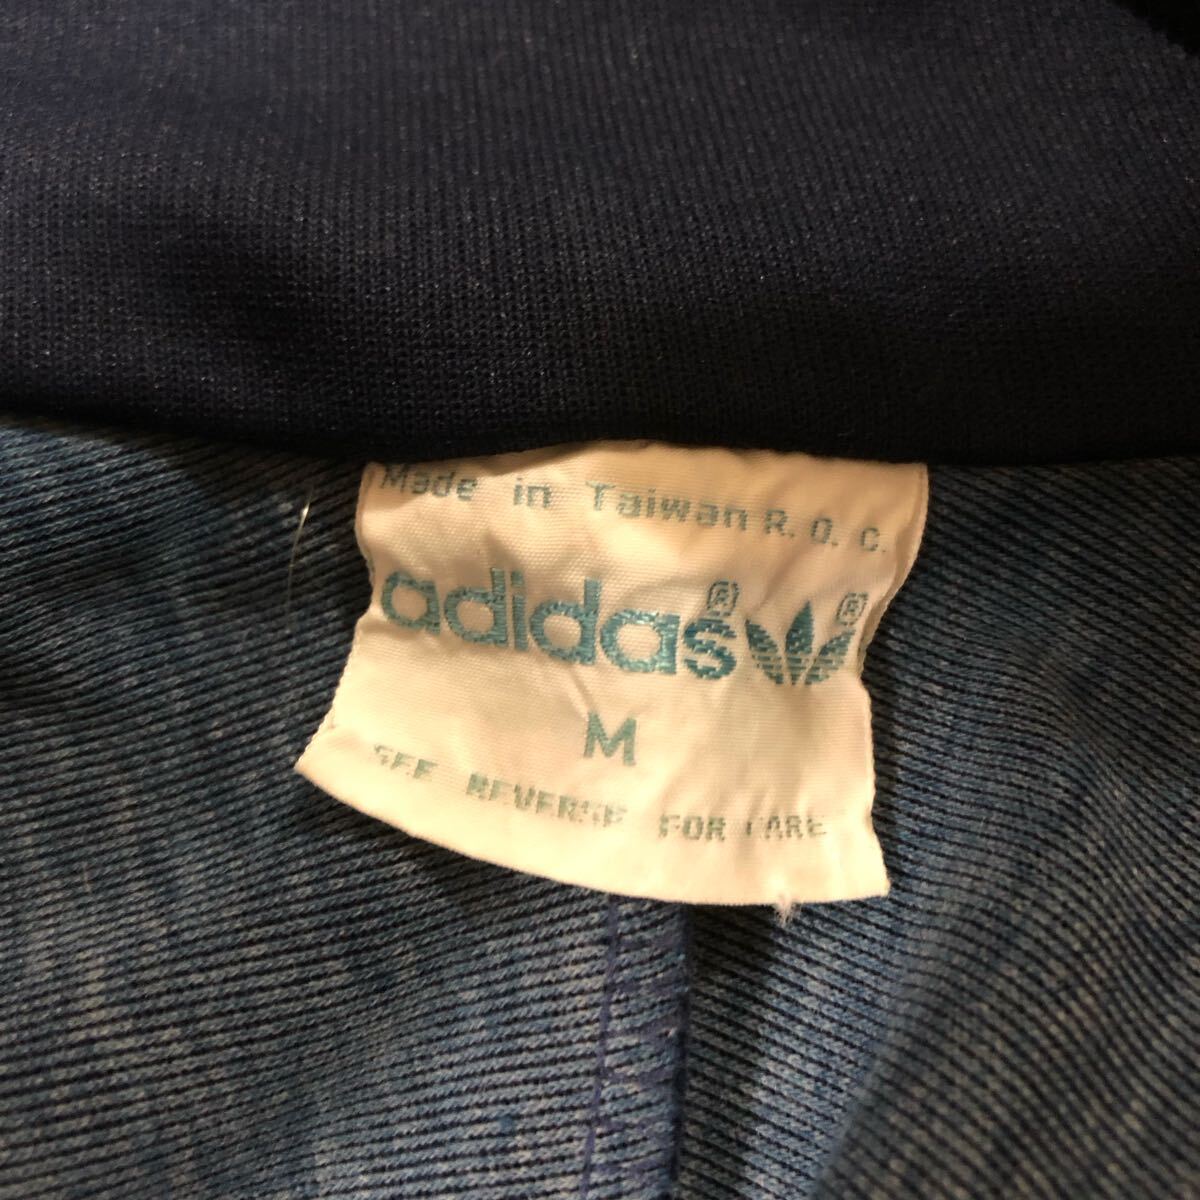 Made in Taiwan R. O. C.
adidas® ®
M
SEE REVERSE FOR CARE